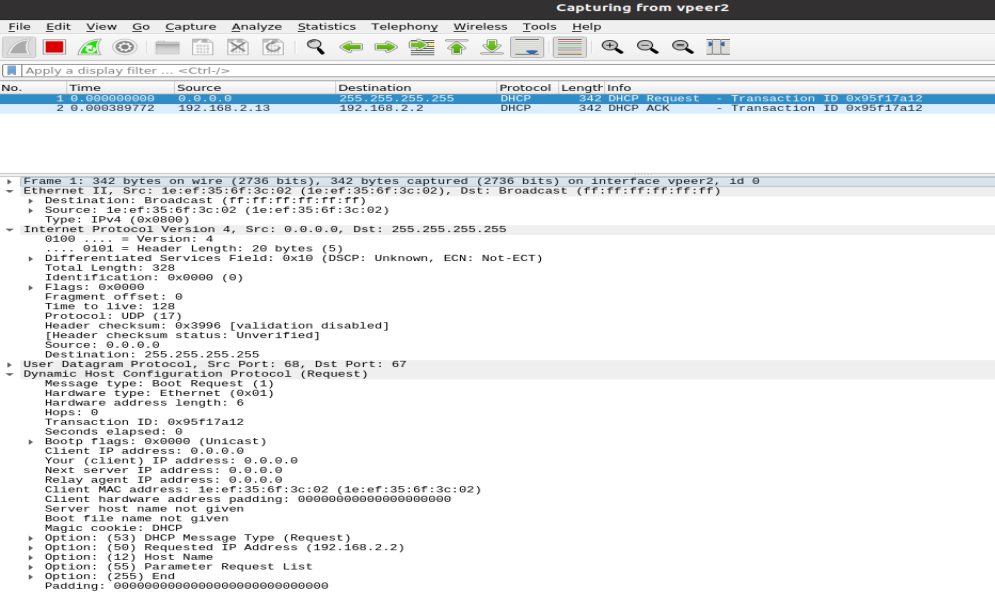 Capturing from vpeer2
File Edit View Go Capture Analyze Statistics Telephony Wireless Tools Help
Apply a display filter ... <Ctrl-/>
No. Time Source Destination Protocol Length Info
1 0.000000000 0.0.0.0 255.255.255.255 DHCP 342 DHCP Request - Transaction ID 0x95f17a12
2 0.000389772 192.168.2.13 192.168.2.2 DHCP 342 DHCP ACK - Transaction ID 0x95f17a12
Frame 1: 342 bytes on wire (2736 bits), 342 bytes captured (2736 bits) on interface vpeer2, id 0
Ethernet II, Src: 1e:ef:35:6f:3c:02 (1e:ef:35:6f:3c:02), Dst: Broadcast (ff:ff:ff:ff:ff:ff)
Destination: Broadcast (ff:ff:ff:ff:ff:ff)
Source: 1e:ef:35:6f:3c:02 (1e:ef:35:6f:3c:02)
Type: IPv4 (0x0800)
Internet Protocol Version 4, Src: 0.0.0.0, Dst: 255.255.255.255
0100 .... = Version: 4
.... 0101 = Header Length: 20 bytes (5)
Differentiated Services Field: 0x10 (DSCP: Unknown, ECN: Not-ECT)
Total Length: 328
Identification: 0x0000 (0)
Flags: 0x0000
Fragment offset: 0
Time to live: 128
Protocol: UDP (17)
Header checksum: 0x3996 [validation disabled]
[Header checksum status: Unverified]
Source: 0.0.0.0
Destination: 255.255.255.255
User Datagram Protocol, Src Port: 68, Dst Port: 67
Dynamic Host Configuration Protocol (Request)
Message type: Boot Request (1)
Hardware type: Ethernet (0x01)
Hardware address length: 6
Hops: 0
Transaction ID: 0x95f17a12
Seconds elapsed: 0
Bootp flags: 0x0000 (Unicast)
Client IP address: 0.0.0.0
Your (client) IP address: 0.0.0.0
Next server IP address: 0.0.0.0
Relay agent IP address: 0.0.0.0
Client MAC address: 1e:ef:35:6f:3c:02 (1e:ef:35:6f:3c:02)
Client hardware address padding: 00000000000000000000
Server host name not given
Boot file name not given
Magic cookie: DHCP
Option: (53) DHCP Message Type (Request)
Option: (50) Requested IP Address (192.168.2.2)
Option: (12) Host Name
Option: (55) Parameter Request List
Option: (255) End
Padding: 0000000000000000000000000000